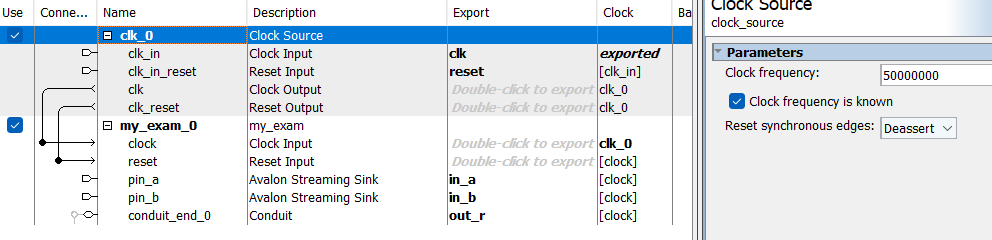 Use Conne... Name Description Export Clock Ba
clk_0 Clock Source
clk_in Clock Input clk exported
clk_in_reset Reset Input reset [clk_in]
clk Clock Output Double-click to export clk_0
clk_reset Reset Output Double-click to export clk_0
my_exam_0 my_exam
clock Clock Input Double-click to export clk_0
reset Reset Input Double-click to export [clock]
pin_a Avalon Streaming Sink in_a [clock]
pin_b Avalon Streaming Sink in_b [clock]
conduit_end_0 Conduit out_r [clock]
Clock Source
clock_source
Parameters
Clock frequency: 50000000
Clock frequency is known
Reset synchronous edges: Deassert